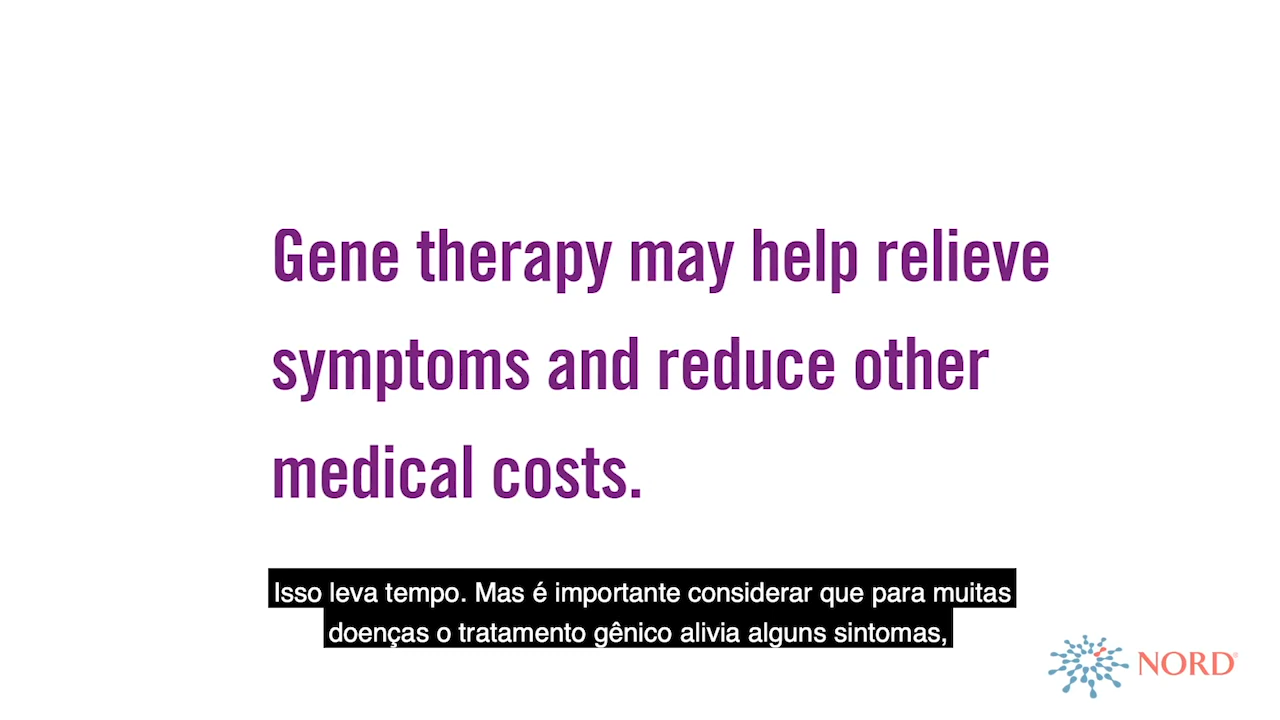 Gene therapy may help relieve
symptoms and reduce other
medical costs.
Isso leva tempo. Mas é importante considerar que para muitas
doenças o tratamento gênico alivia alguns sintomas,
NORD®